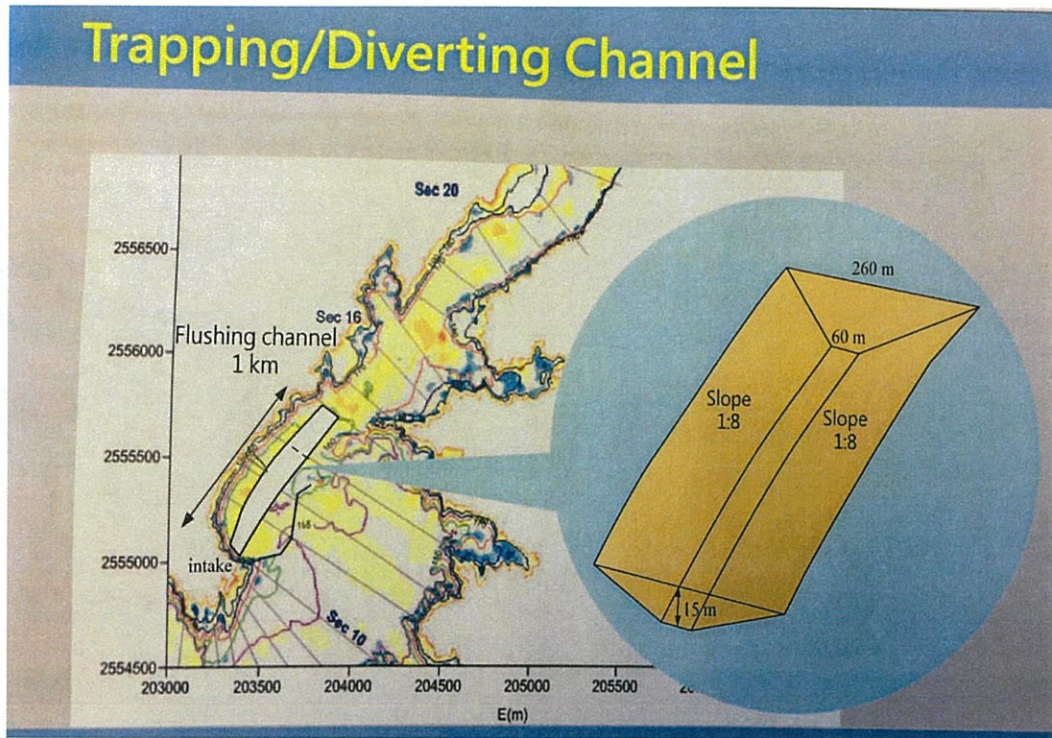 Trapping/Diverting Channel
Sec 20
2556500
Sec 16
Flushing channel
1 km
2556000
2555500
168
2555000
intake
Sec 10
2554500
203000
203500
204000
204500
205000
205500
E(m)
260 m
60 m
Slope
1:8
Slope
1:8
15 m